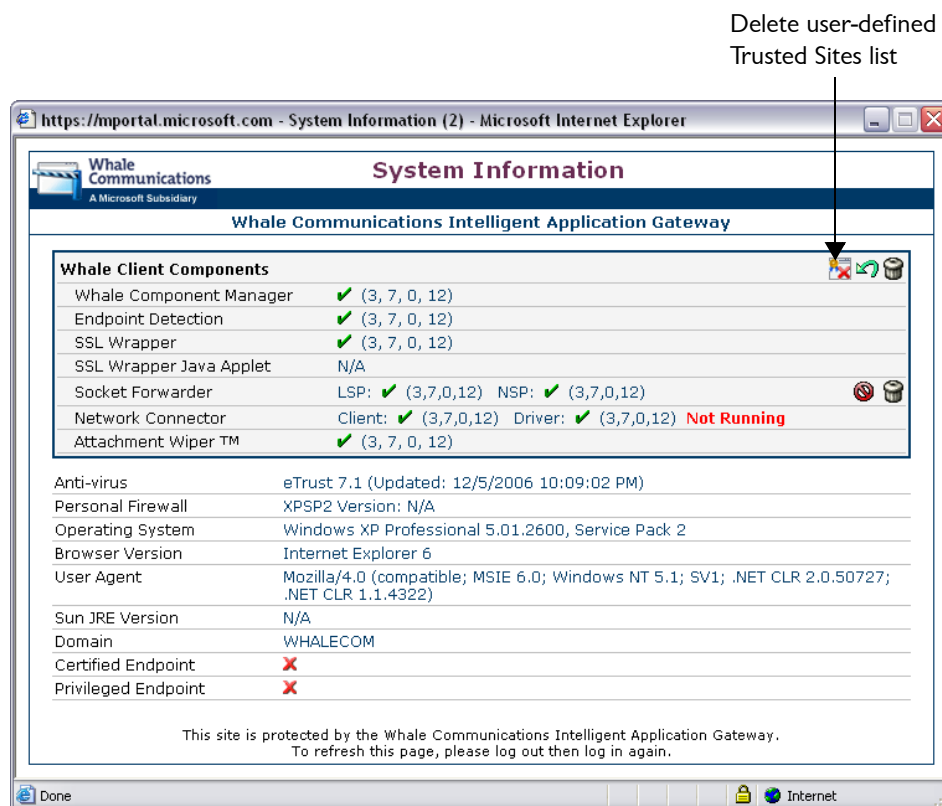 Delete user-defined
Trusted Sites list
https://mportal.microsoft.com - System Information (2) - Microsoft Internet Explorer
Whale
Communications
A Microsoft Subsidiary
System Information
Whale Communications Intelligent Application Gateway
Whale Client Components
Whale Component Manager ✔ (3, 7, 0, 12)
Endpoint Detection ✔ (3, 7, 0, 12)
SSL Wrapper ✔ (3, 7, 0, 12)
SSL Wrapper Java Applet N/A
Socket Forwarder LSP: ✔ (3,7,0,12) NSP: ✔ (3,7,0,12)
Network Connector Client: ✔ (3,7,0,12) Driver: ✔ (3,7,0,12) Not Running
Attachment Wiper ™ ✔ (3, 7, 0, 12)
Anti-virus eTrust 7.1 (Updated: 12/5/2006 10:09:02 PM)
Personal Firewall XPSP2 Version: N/A
Operating System Windows XP Professional 5.01.2600, Service Pack 2
Browser Version Internet Explorer 6
User Agent Mozilla/4.0 (compatible; MSIE 6.0; Windows NT 5.1; SV1; .NET CLR 2.0.50727;
.NET CLR 1.1.4322)
Sun JRE Version N/A
Domain WHALECOM
Certified Endpoint ✘
Privileged Endpoint ✘
This site is protected by the Whale Communications Intelligent Application Gateway.
To refresh this page, please log out then log in again.
Done Internet